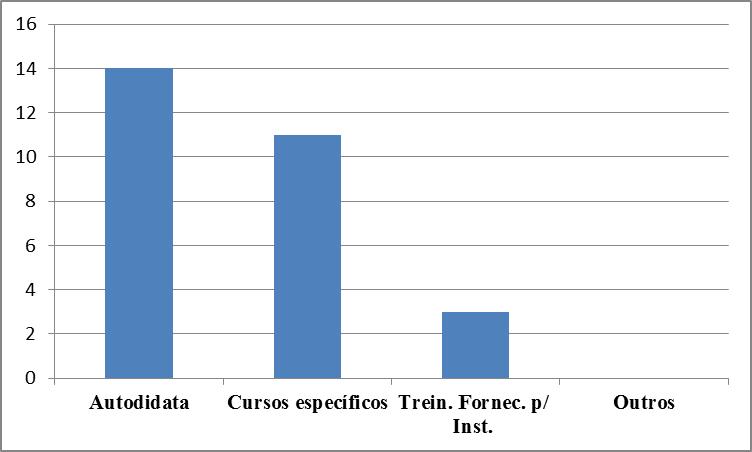 16
14
12
10
8
6
4
2
0
Autodidata
Cursos específicos
Trein. Fornec. p/
Inst.
Outros